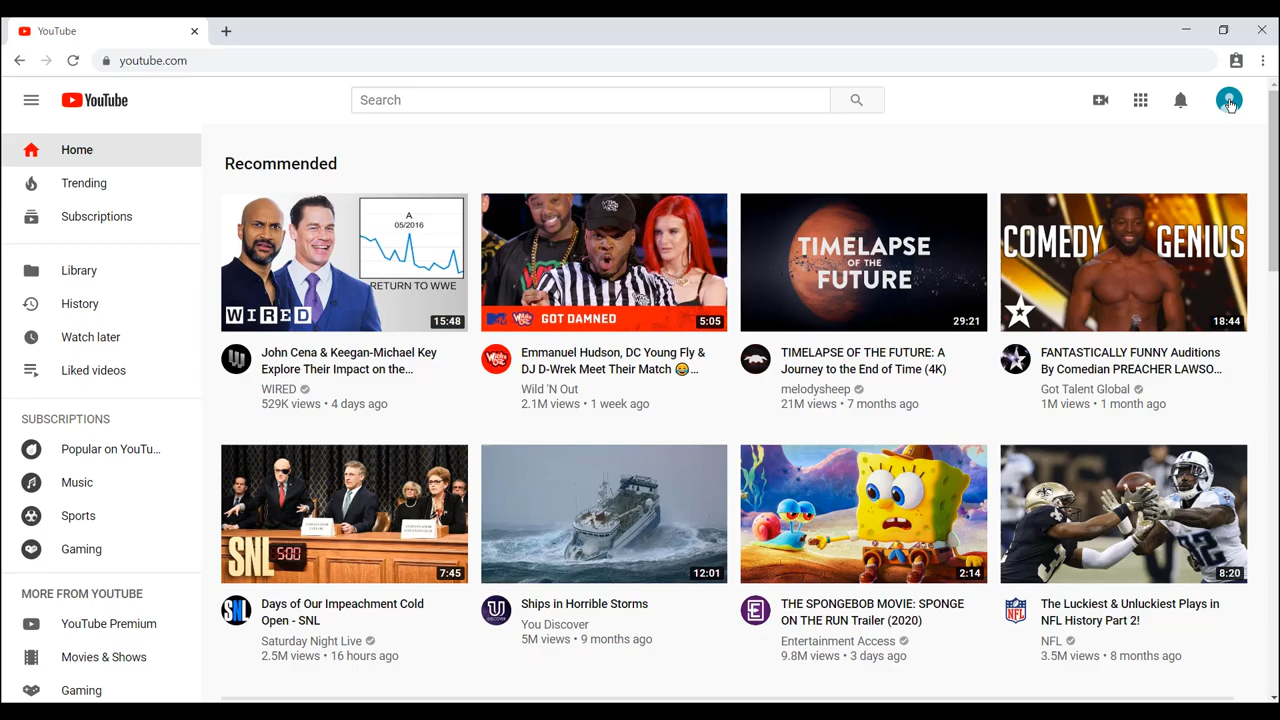 YouTube
youtube.com
YouTube
Search
Home
Trending
Subscriptions
Library
History
Watch later
Liked videos
SUBSCRIPTIONS
Popular on YouTu...
Music
Sports
Gaming
MORE FROM YOUTUBE
YouTube Premium
Movies & Shows
Gaming
Recommended
A
05/2016
RETURN TO WWE
WIRED
15:48
John Cena & Keegan-Michael Key
Explore Their Impact on the...
WIRED
529K views • 4 days ago
GOT DAMNED
5:05
Emmanuel Hudson, DC Young Fly &
DJ D-Wrek Meet Their Match 😂...
Wild 'N Out
2.1M views • 1 week ago
TIMELAPSE
OF THE
FUTURE
29:21
TIMELAPSE OF THE FUTURE: A
Journey to the End of Time (4K)
melodysheep
21M views • 7 months ago
COMEDY GENIUS
18:44
FANTASTICALLY FUNNY Auditions
By Comedian PREACHER LAWSO...
Got Talent Global
1M views • 1 month ago
SNL
500
7:45
SNL
Days of Our Impeachment Cold
Open - SNL
Saturday Night Live
2.5M views • 16 hours ago
12:01
U
DISCOVER
Ships in Horrible Storms
You Discover
5M views • 9 months ago
2:14
E
THE SPONGEBOB MOVIE: SPONGE
ON THE RUN Trailer (2020)
Entertainment Access
9.8M views • 3 days ago
8:20
NFL
The Luckiest & Unluckiest Plays in
NFL History Part 2!
NFL
3.5M views • 8 months ago